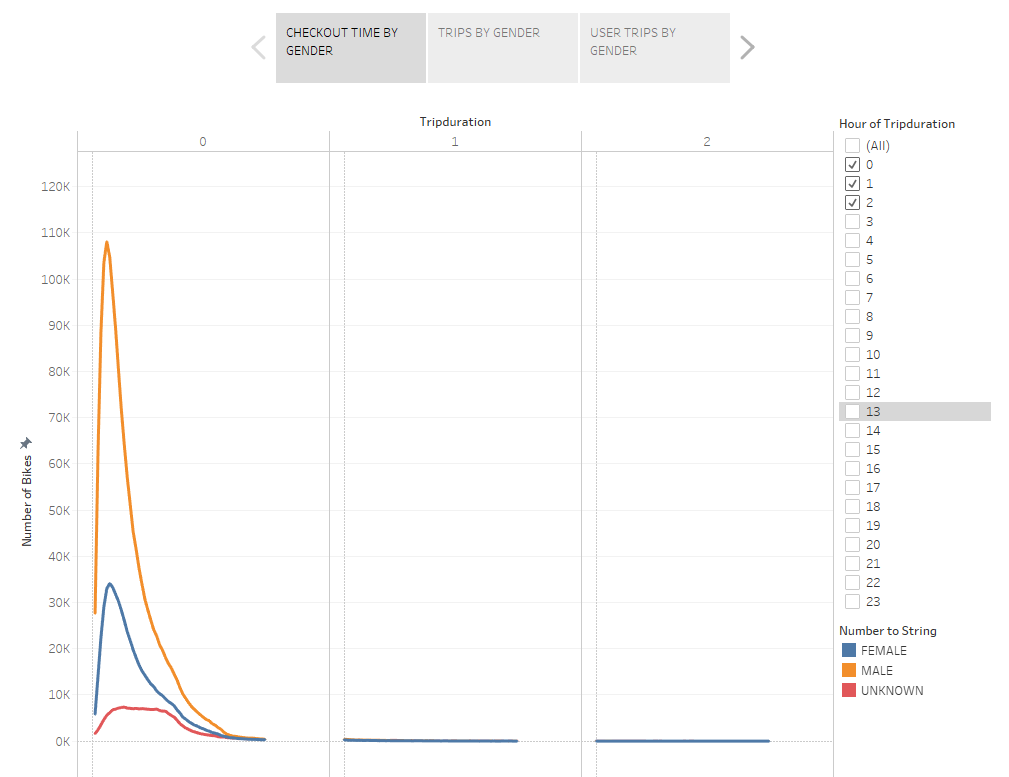 CHECKOUT TIME BY
GENDER
TRIPS BY GENDER
USER TRIPS BY
GENDER
Tripduration
0
1
2
120K
110K
100K
90K
80K
70K
60K
50K
40K
30K
20K
10K
0K
Number of Bikes
Hour of Tripduration
(All)
0
1
2
3
4
5
6
7
8
9
10
11
12
13
14
15
16
17
18
19
20
21
22
23
Number to String
FEMALE
MALE
UNKNOWN